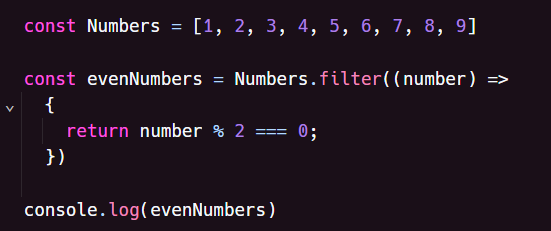 const Numbers = [1, 2, 3, 4, 5, 6, 7, 8, 9]
const evenNumbers = Numbers.filter((number) =>
{
return number % 2 === 0;
})
console.log(evenNumbers)